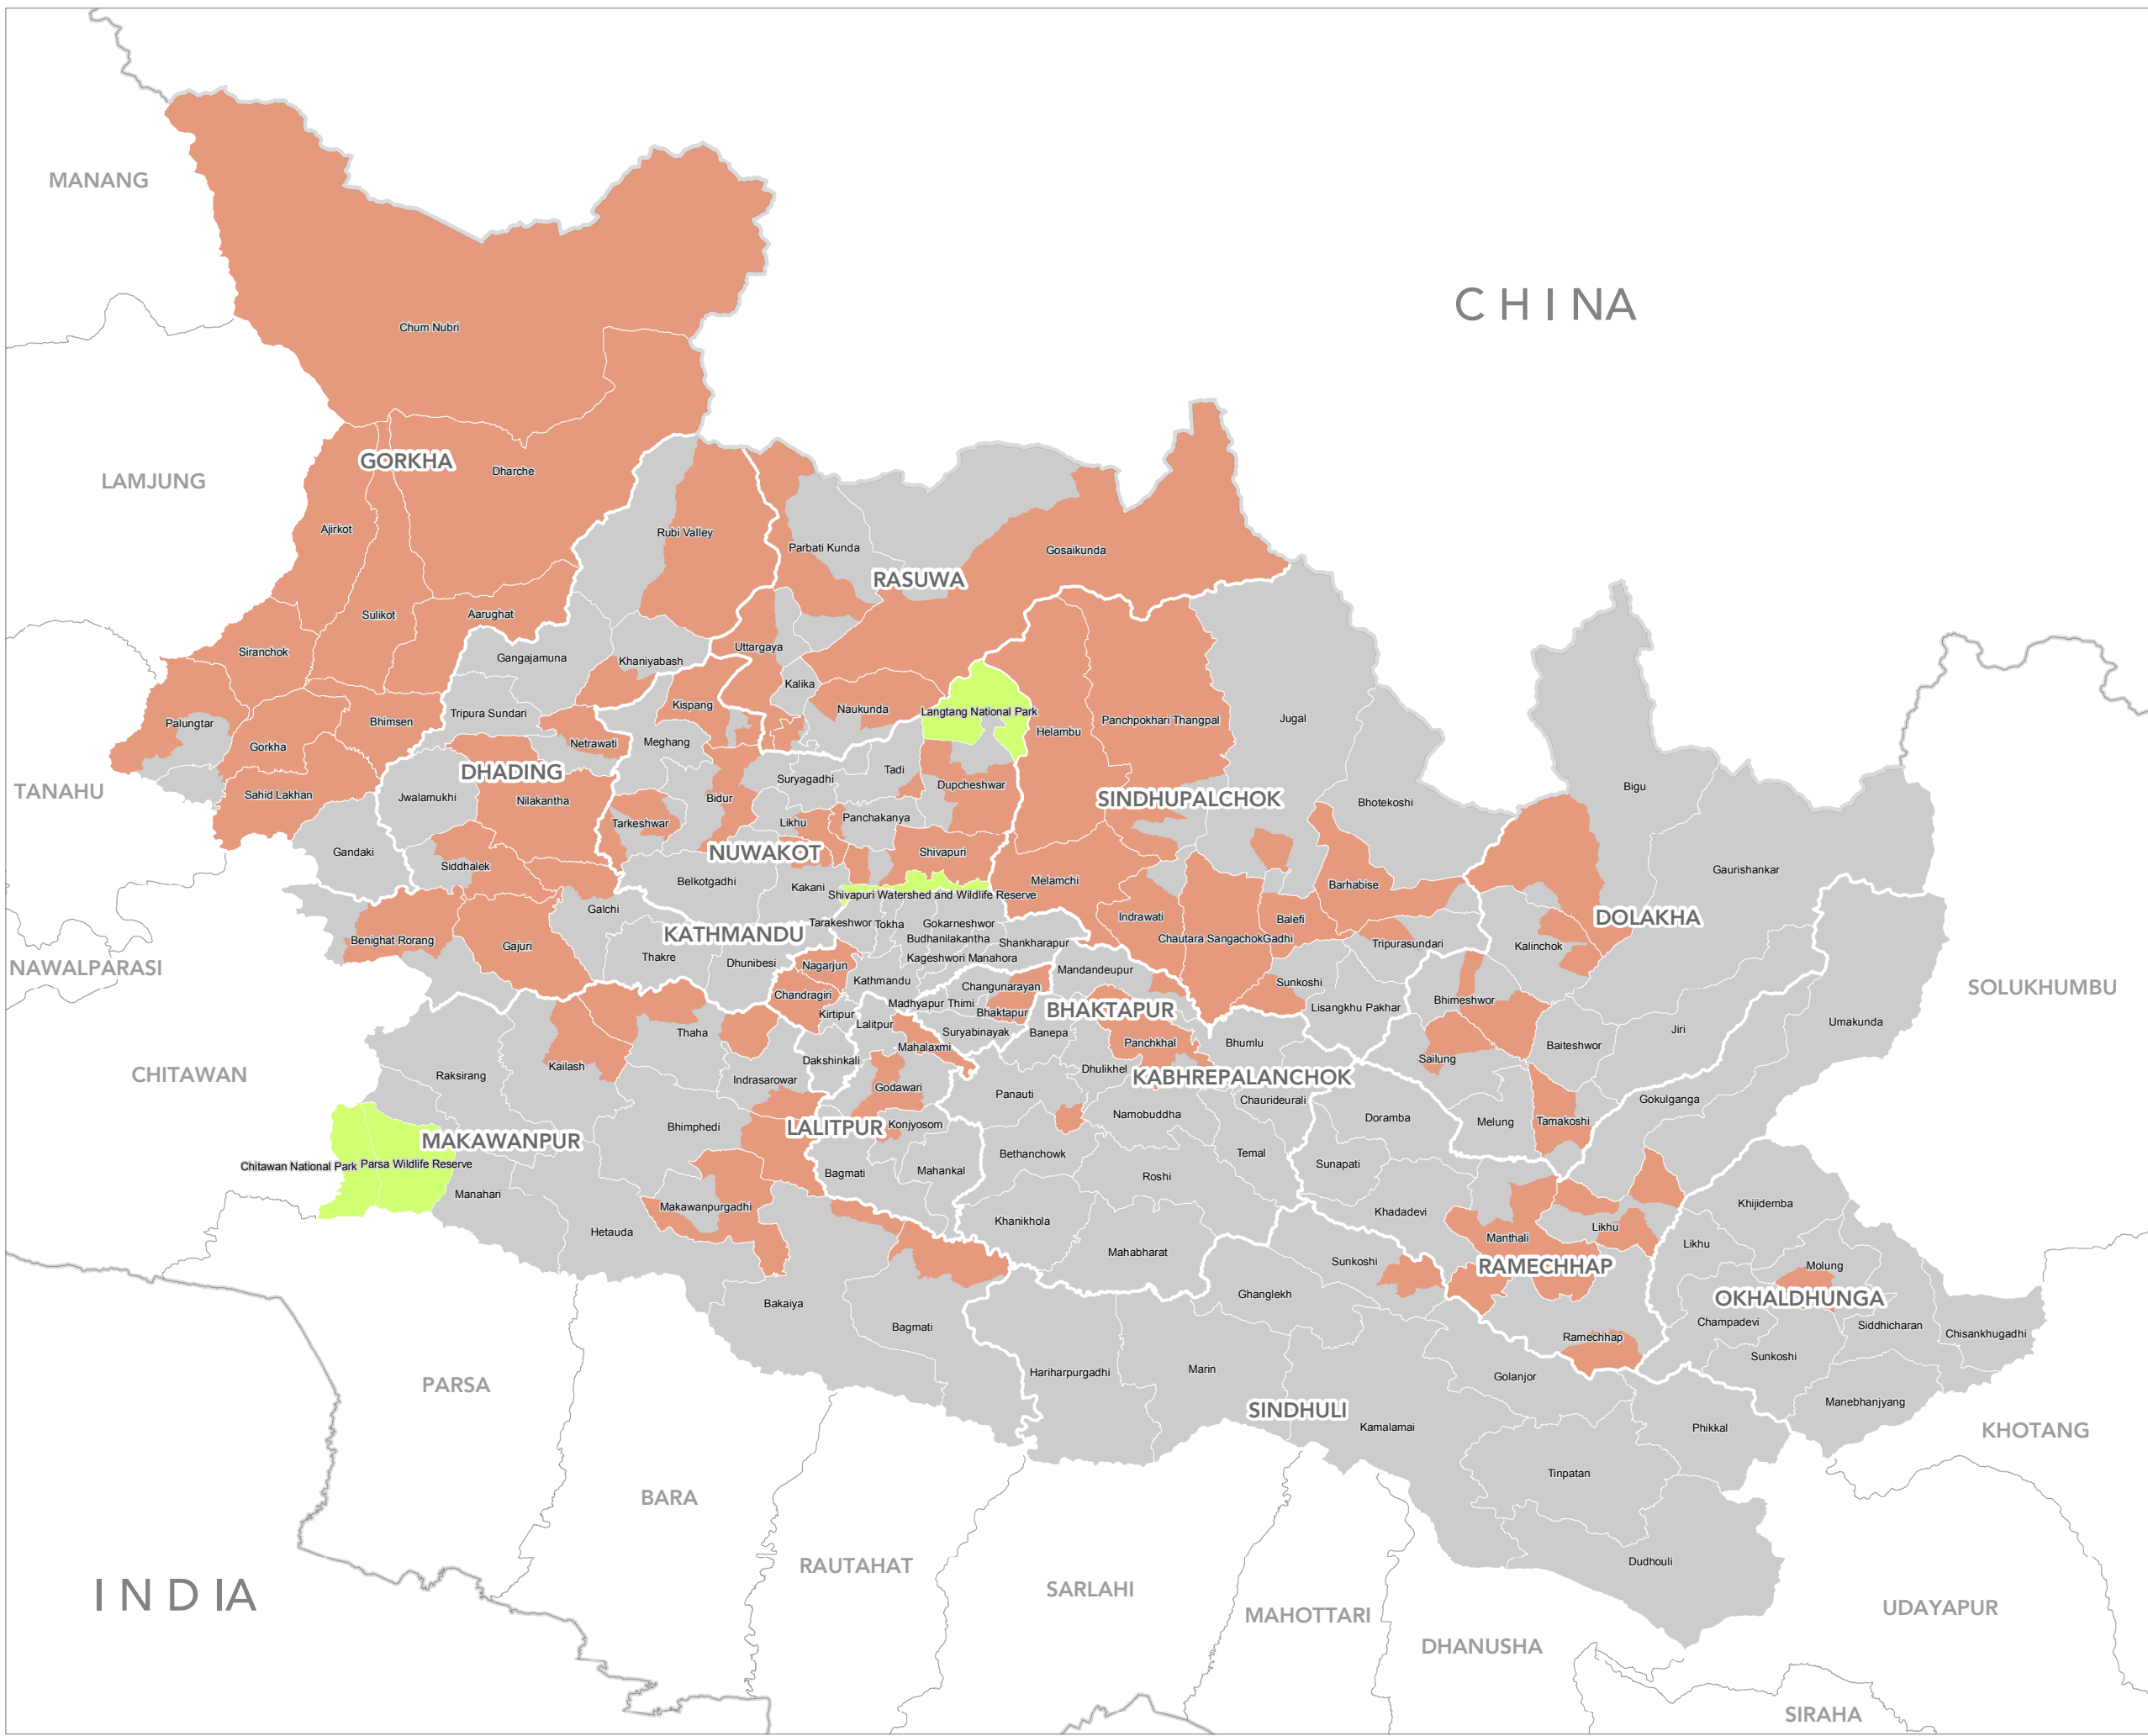 MANANG
CHINA
Chum Nubri
GORKHA
Dharche
LAMJUNG
Ajirkot
Rubi Valley
Parbati Kunda
Gosaikunda
RASUWA
Sulikot
Aarughat
Siranchok
Gangajamuna
Khaniyabash
Uttargaya
Kalika
Palungtar
Bhimsen
Tripura Sundari
Kispang
Naukunda
Langtang National Park
Helambu
Panchpokhari Thangpal
Jugal
Gorkha
Netrawati
Meghang
TANAHU
Sahid Lakhan
DHADING
Jwalamukhi
Nilakantha
Bidur
Suryagadhi
Tadi
Dupcheshwar
SINDHUPALCHOK
Bhotekoshi
Bigu
Tarkeshwar
Likhu
Panchakanya
Gandaki
Siddhalek
NUWAKOT
Shivapuri
Gaurishankar
Belkotgadhi
Kakani
Shivapuri Watershed and Wildlife Reserve
Melamchi
Barhabise
Galchi
Benighat Rorang
Gajuri
KATHMANDU
Tarakeshwor
Tokha
Gokarneshwor
Budhanilakantha
Shankharapur
Indrawati
Balefi
Chautara SangachokGadhi
Tripurasundari
Kalinchok
DOLAKHA
NAWALPARASI
Thakre
Dhunibesi
Nagarjun
Kageshwori Manahora
Kathmandu
Mandandeupur
Chandragiri
Changunarayan
Sunkoshi
Lisangkhu Pakhar
Bhimeshwor
SOLUKHUMBU
Madhyapur Thimi
Bhaktapur
BHAKTAPUR
Kirtipur
Lalitpur
Thaha
Suryabinayak
Banepa
Umakunda
Jiri
Mahalaxmi
Panchkhal
Bhumlu
Baiteshwor
Sailung
CHITAWAN
Raksirang
Kailash
Dakshinkali
Indrasarowar
Godawari
Dhulikhel
KABHREPALANCHOK
Panauti
Chaurideurali
Gokulganga
Namobuddha
Doramba
Melung
Tamakoshi
Bhimphedi
LALITPUR
Konjyosom
MAKAWANPUR
Bethanchowk
Temal
Sunapati
Chitawan National Park
Parsa Wildlife Reserve
Bagmati
Mahankal
Roshi
Manahari
Makawanpurgadhi
Khanikhola
Khadadevi
Khijidemba
Hetauda
Mahabharat
Manthali
Likhu
Likhu
Sunkoshi
RAMECHHAP
Molung
Ghanglekh
OKHALDHUNGA
Bakaiya
Bagmati
Champadevi
Siddhicharan
Chisankhugadhi
Ramechhap
Sunkoshi
Hariharpurgadhi
Marin
Golanjor
PARSA
Manebhanjyang
SINDHULI
Kamalamai
Phikkal
KHOTANG
Tinpatan
BARA
Dudhouli
RAUTAHAT
SARLAHI
INDIA
MAHOTTARI
UDAYAPUR
DHANUSHA
SIRAHA